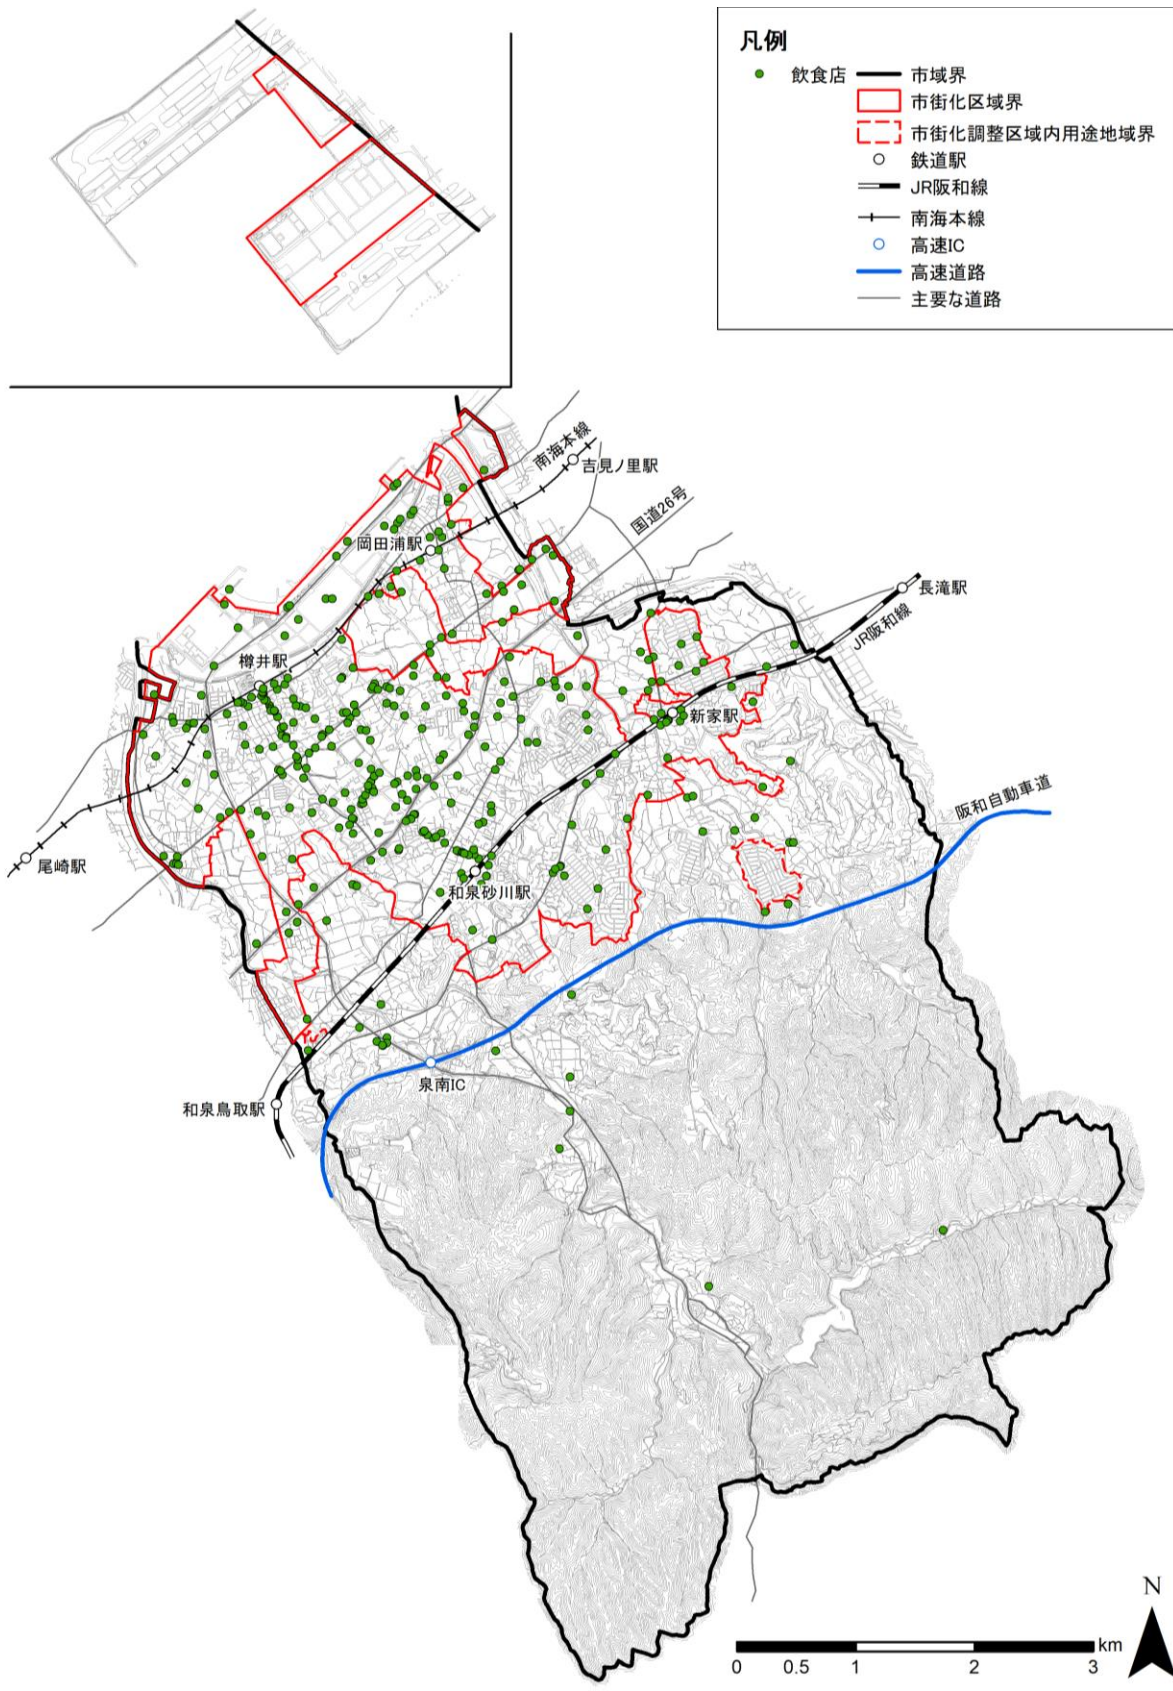 凡例
飲食店
市域界
市街化区域界
市街化調整区域内用途地域界
鉄道駅
JR阪和線
南海本線
高速IC
高速道路
主要な道路
南海本線
吉見ノ里駅
国道26号
岡田浦駅
長滝駅
JR阪和線
樽井駅
新家駅
阪和自動車道
尾崎駅
和泉砂川駅
泉南IC
和泉鳥取駅
N
km
0 0.5 1 2 3